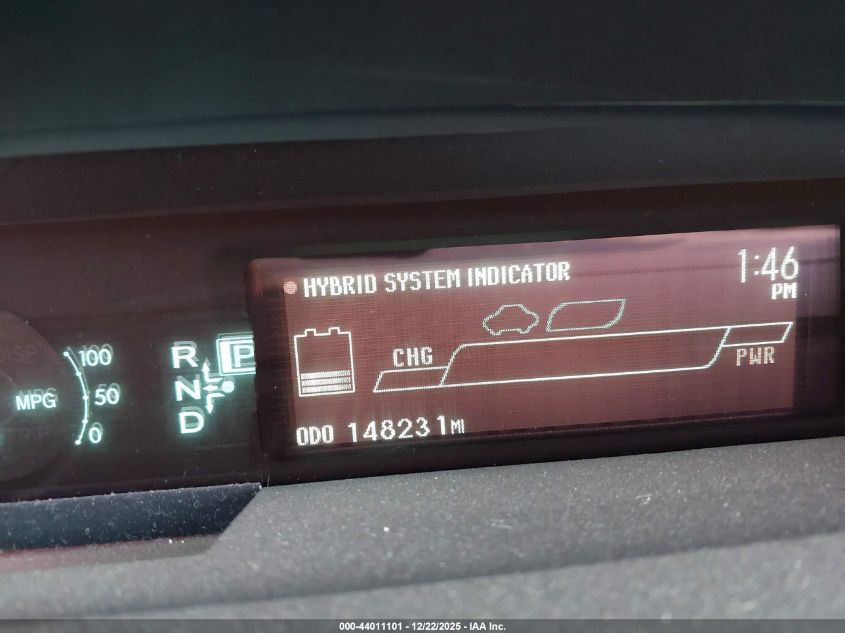 HYBRID SYSTEM INDICATOR
1:46
PM
CHG
PWR
ODO 148231 MI
MPG
100
50
0
R
N
D
P
000-44011101 - 12/22/2025 - IAA Inc.